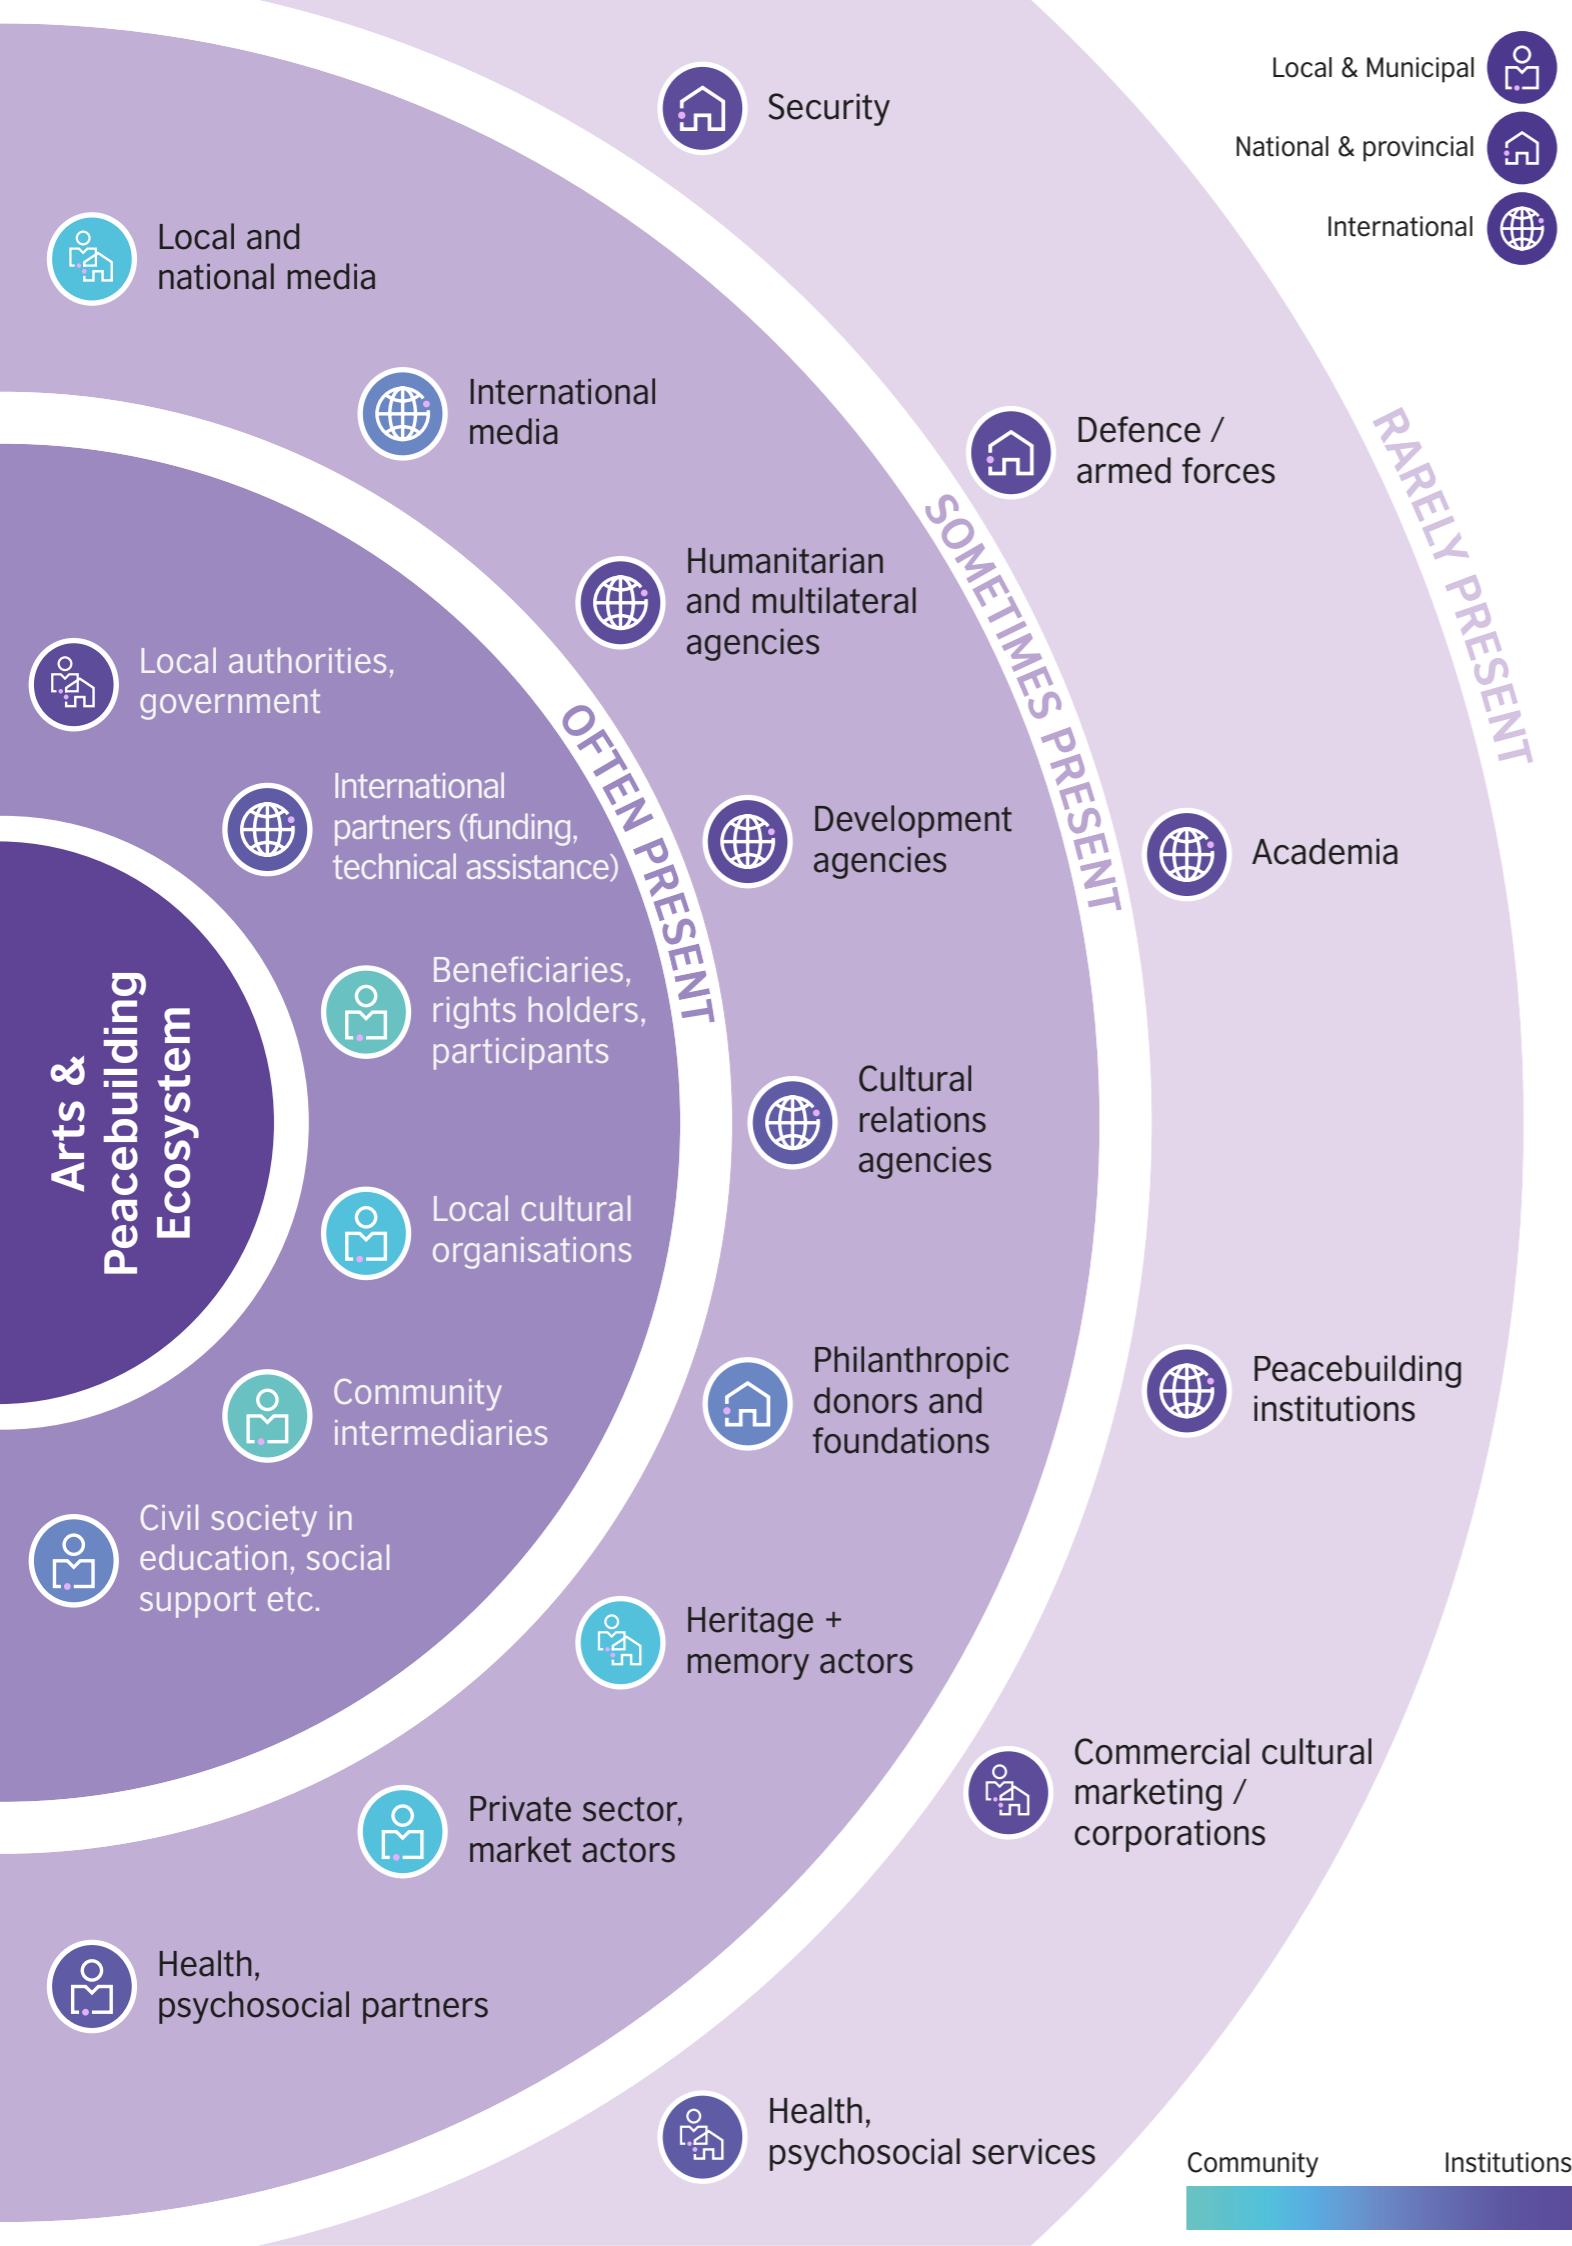 Local & Municipal
National & provincial
International
Security
Local and
national media
International
media
Defence /
armed forces
RARELY PRESENT
Humanitarian
and multilateral
agencies
SOMETIMES PRESENT
Local authorities,
government
OFTEN PRESENT
International
partners (funding,
technical assistance)
Development
agencies
Academia
Beneficiaries,
rights holders,
participants
Arts &
Peacebuilding
Ecosystem
Cultural
relations
agencies
Local cultural
organisations
Philanthropic
donors and
foundations
Peacebuilding
institutions
Community
intermediaries
Civil society in
education, social
support etc.
Heritage +
memory actors
Commercial cultural
marketing /
corporations
Private sector,
market actors
Health,
psychosocial partners
Health,
psychosocial services
Community
Institutions